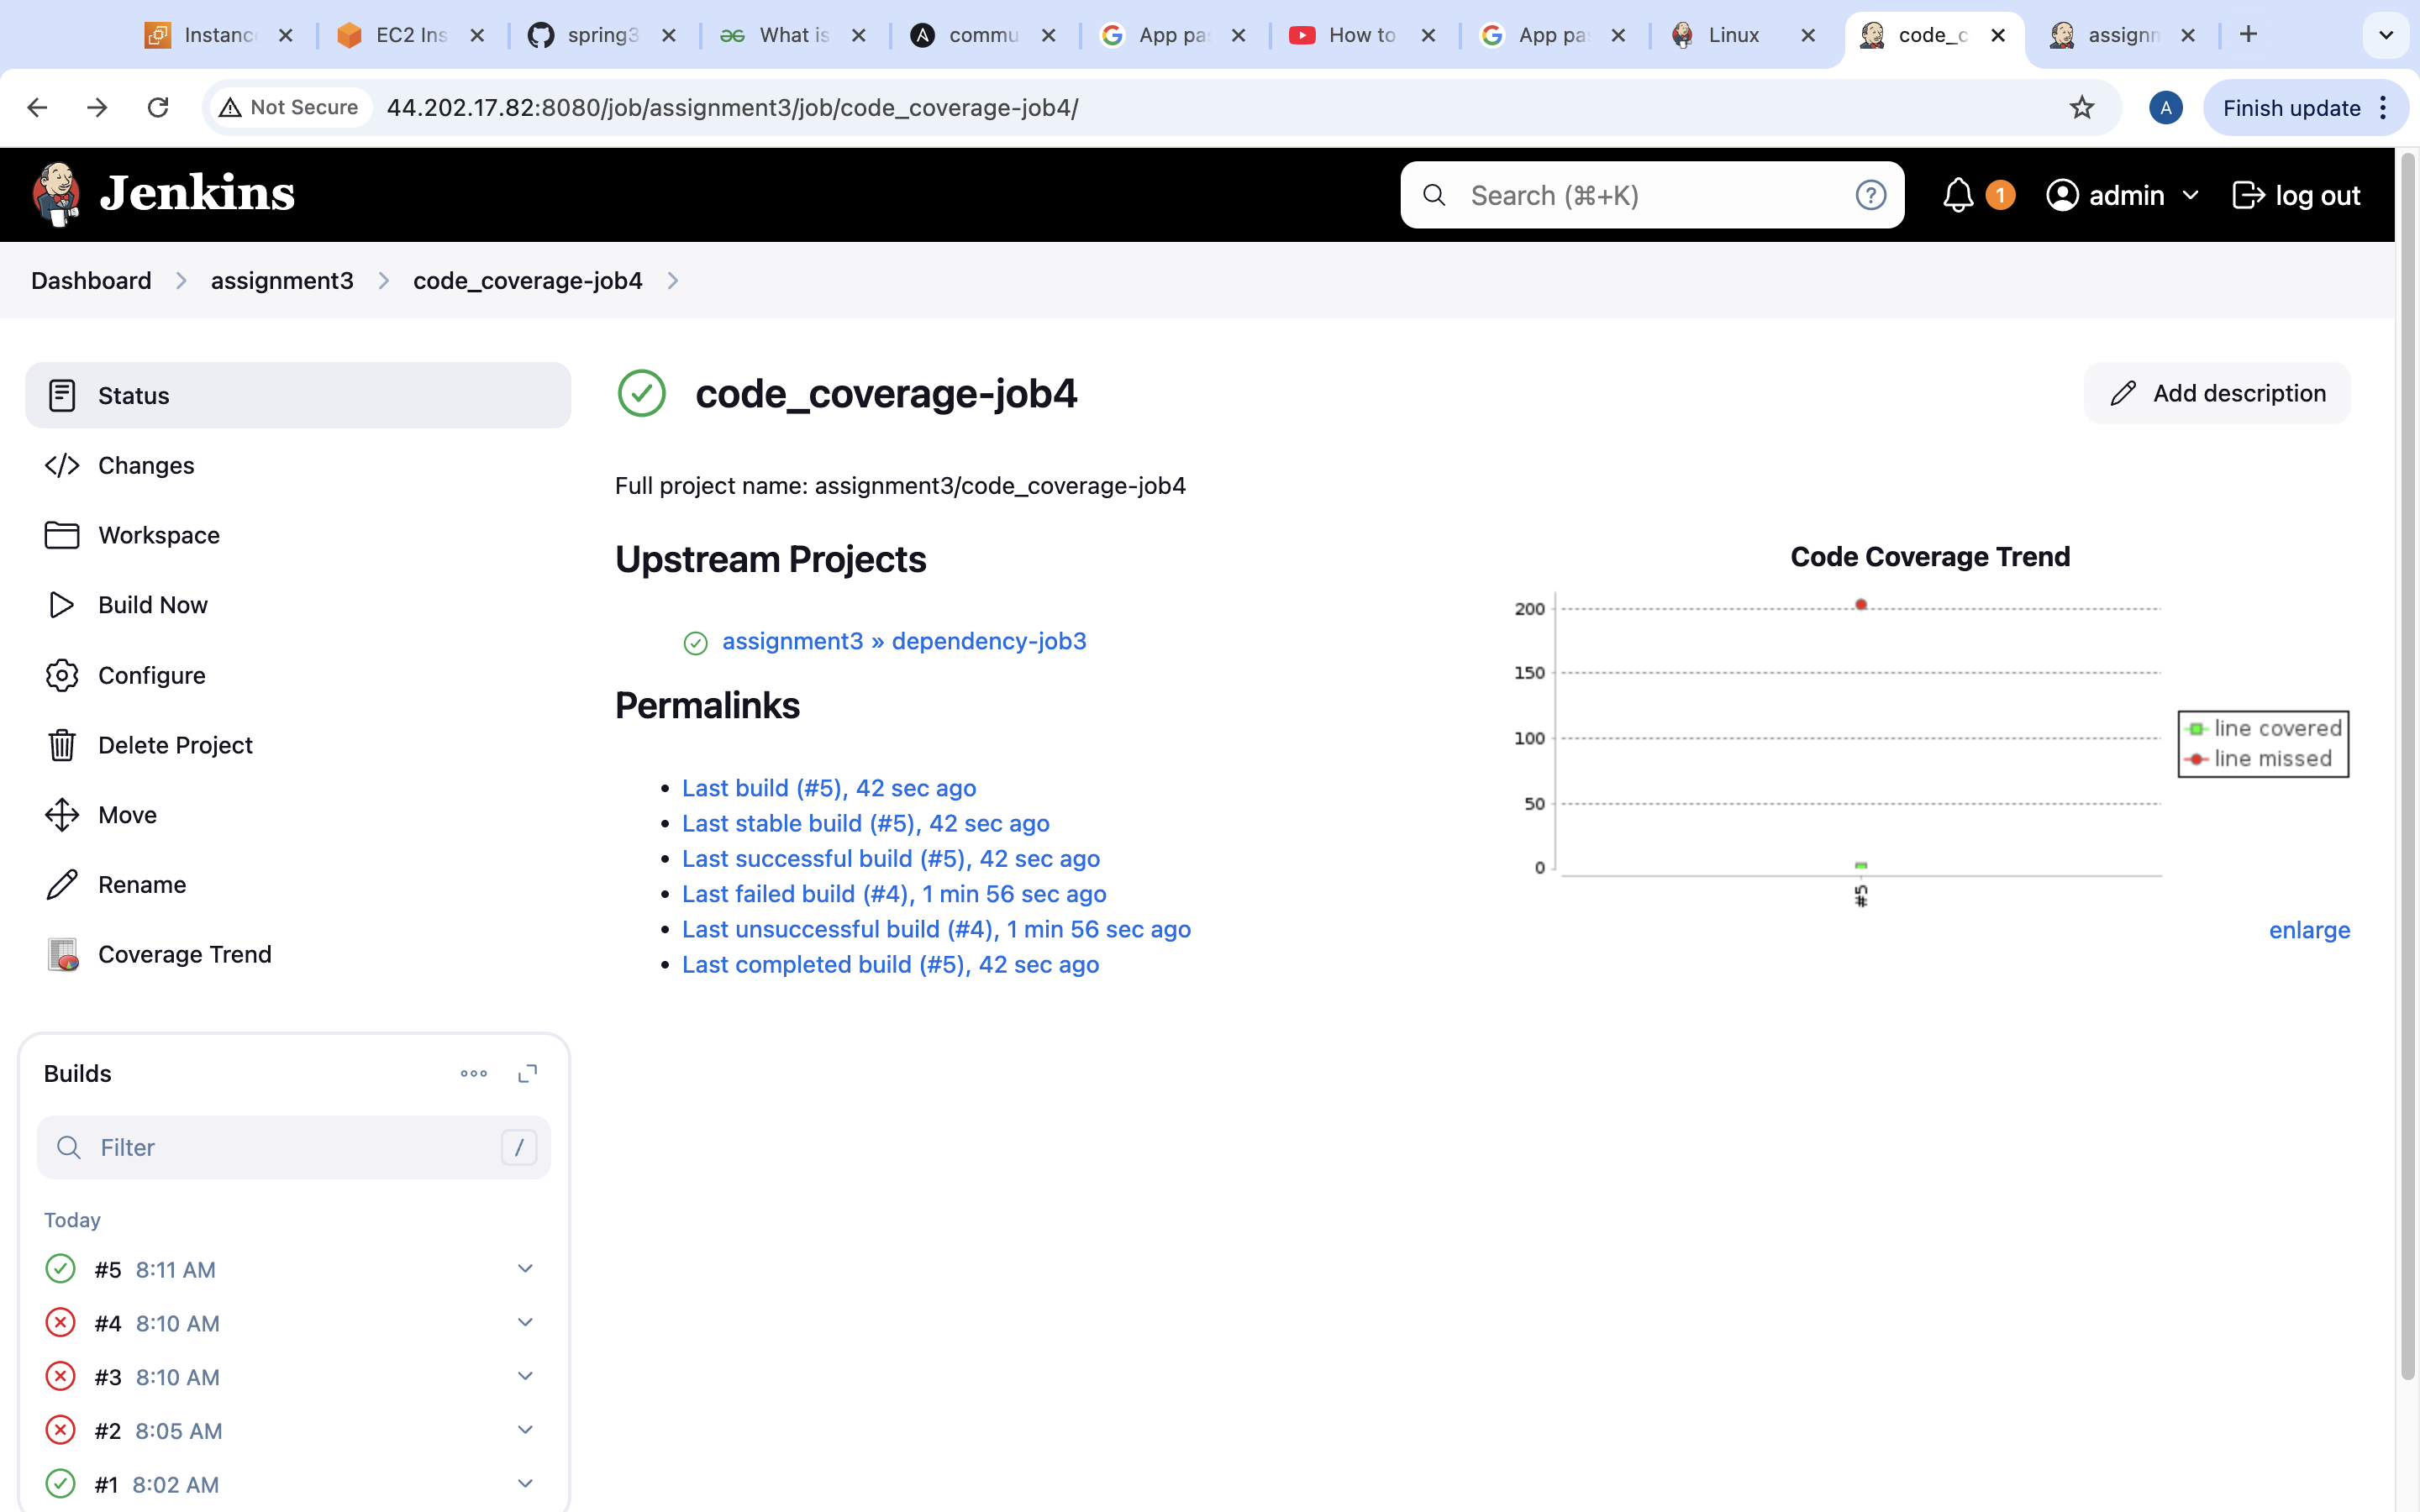 Instanc
EC2 Ins
spring3
What is
commu
App pa
How to
App pa
Linux
code_c
assignm
Not Secure
44.202.17.82:8080/job/assignment3/job/code_coverage-job4/
A
Finish update
Jenkins
Search (⌘+K)
?
1
admin
log out
Dashboard
assignment3
code_coverage-job4
Status
Changes
Workspace
Build Now
Configure
Delete Project
Move
Rename
Coverage Trend
Builds
Filter
/
Today
#5 8:11 AM
#4 8:10 AM
#3 8:10 AM
#2 8:05 AM
#1 8:02 AM
code_coverage-job4
Add description
Full project name: assignment3/code_coverage-job4
Upstream Projects
assignment3 » dependency-job3
Permalinks
Last build (#5), 42 sec ago
Last stable build (#5), 42 sec ago
Last successful build (#5), 42 sec ago
Last failed build (#4), 1 min 56 sec ago
Last unsuccessful build (#4), 1 min 56 sec ago
Last completed build (#5), 42 sec ago
Code Coverage Trend
200
150
100
50
0
#5
line covered
line missed
enlarge